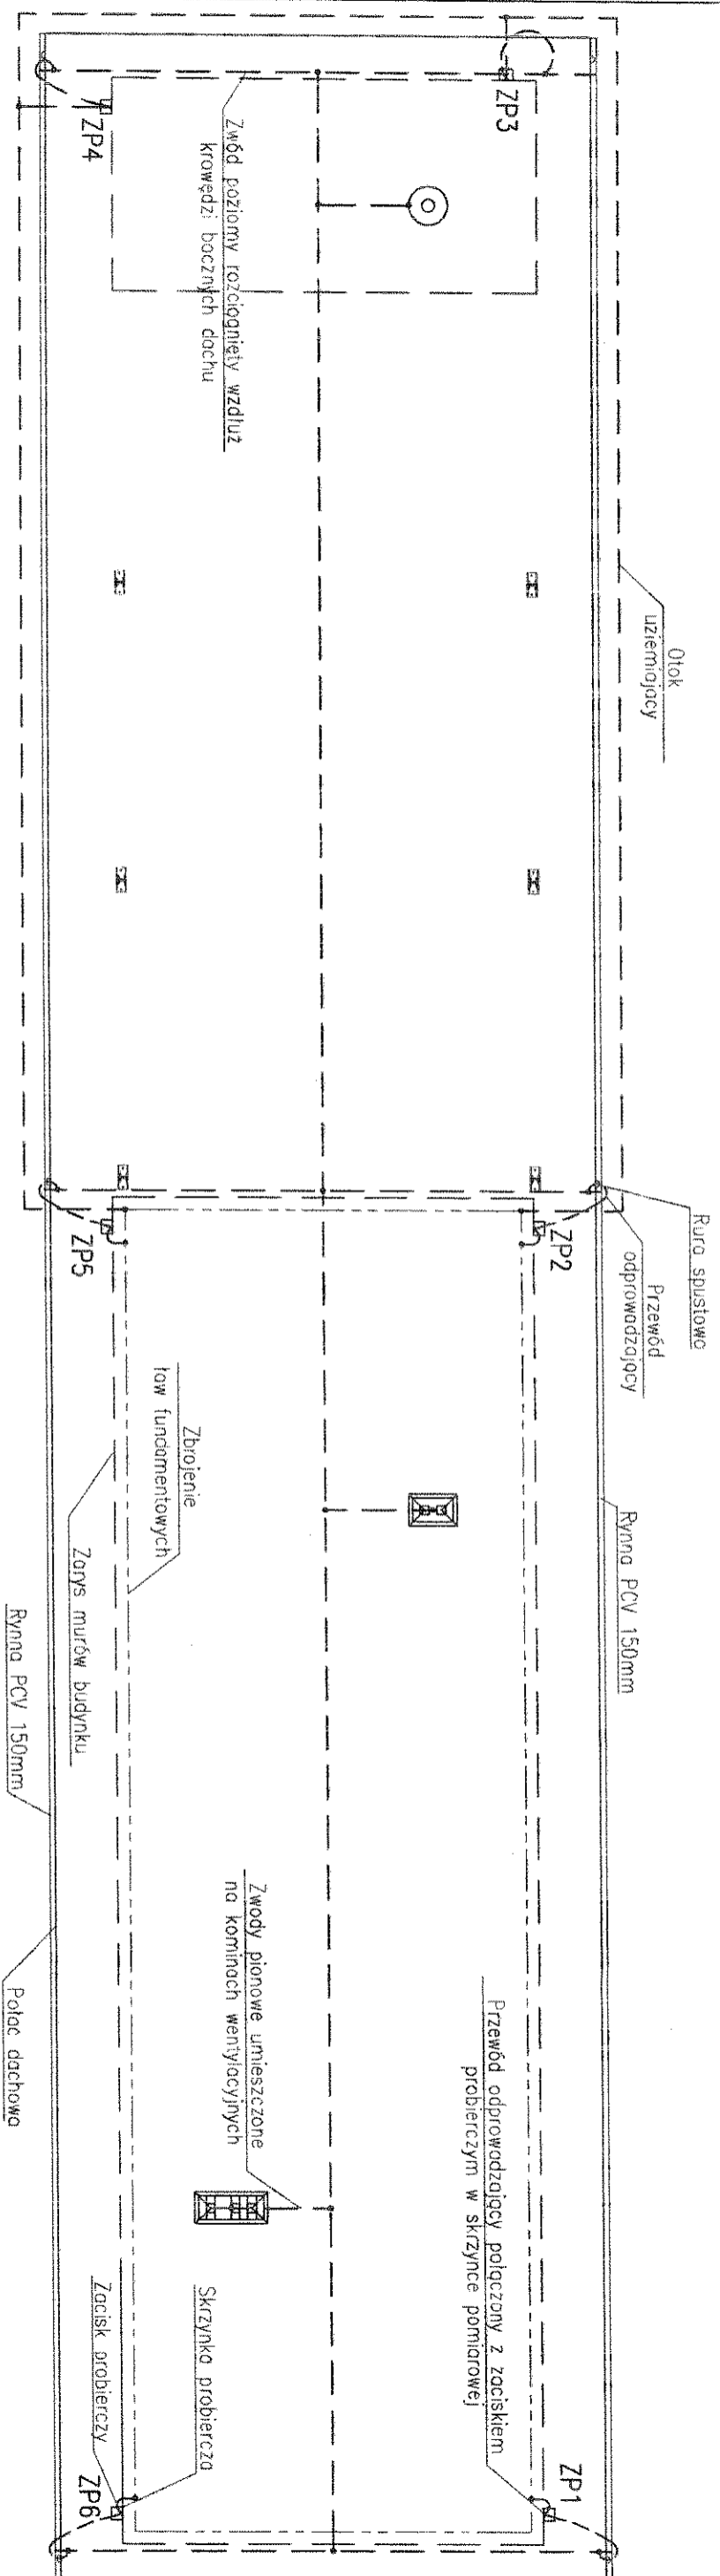 ZP3
ZP4
Zwód poziomy rozciągnięty wzdłuż
krawędzi bocznych dachu
Otok
uziemiający
Rura spustowa
Przewód
odprowadzający
ZP2
ZP5
Rynna PCV 150mm
Zbrojenie
ław fundamentowych
Zarys murów budynku
Rynna PCV 150mm
Połać dachowa
Zwody pionowe umieszczone
na kominach wentylacyjnych
Przewód odprowadzający połączony z zaciskiem
probierczym w skrzynce pomiarowej
Skrzynka probiercza
Zacisk probierczy
ZP1
ZP6